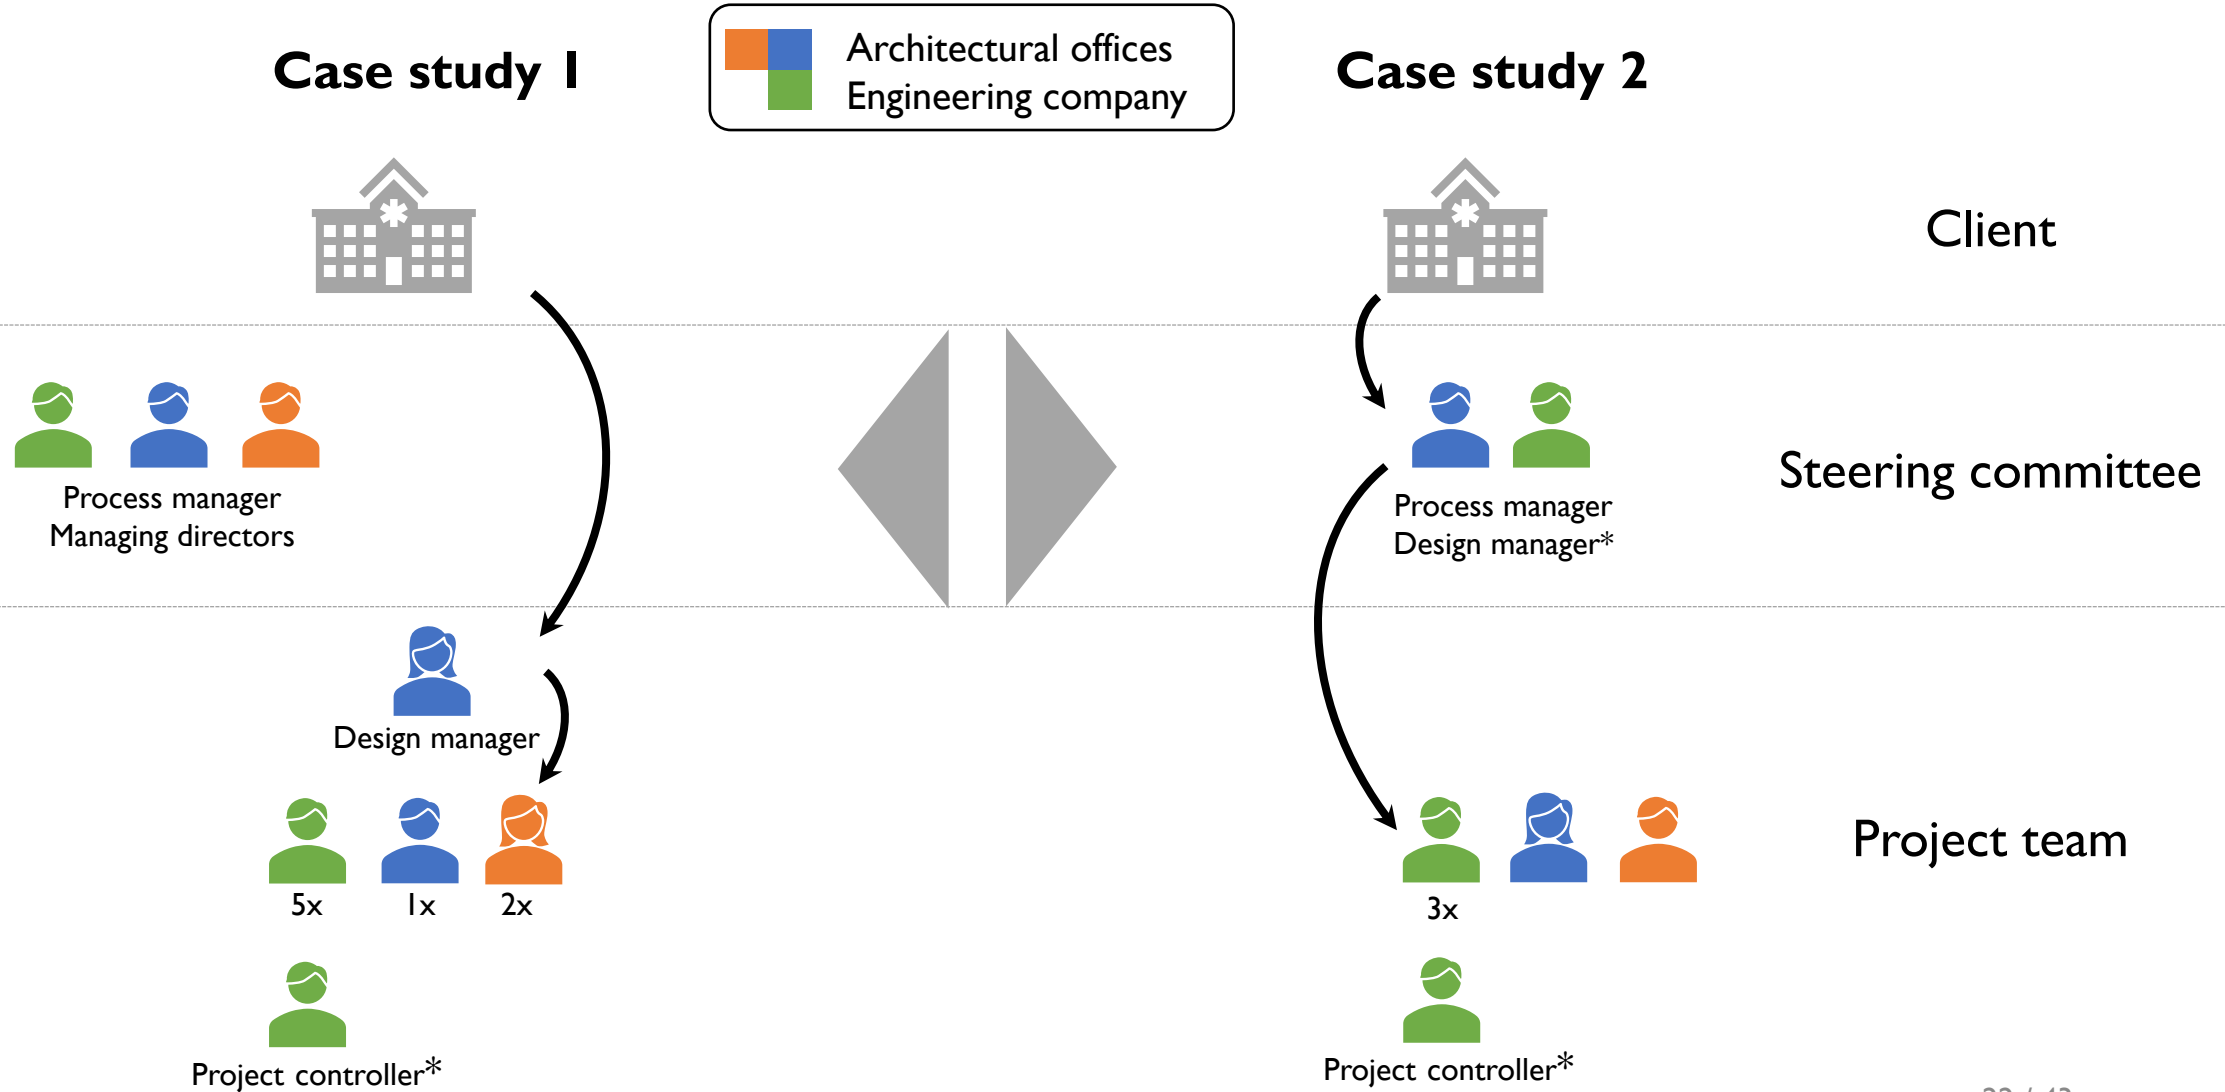 Case study 1
Architectural offices
Engineering company
Case study 2
Client
Process manager
Managing directors
Process manager
Design manager*
Steering committee
Design manager
5x
1x
2x
3x
Project team
Project controller*
Project controller*